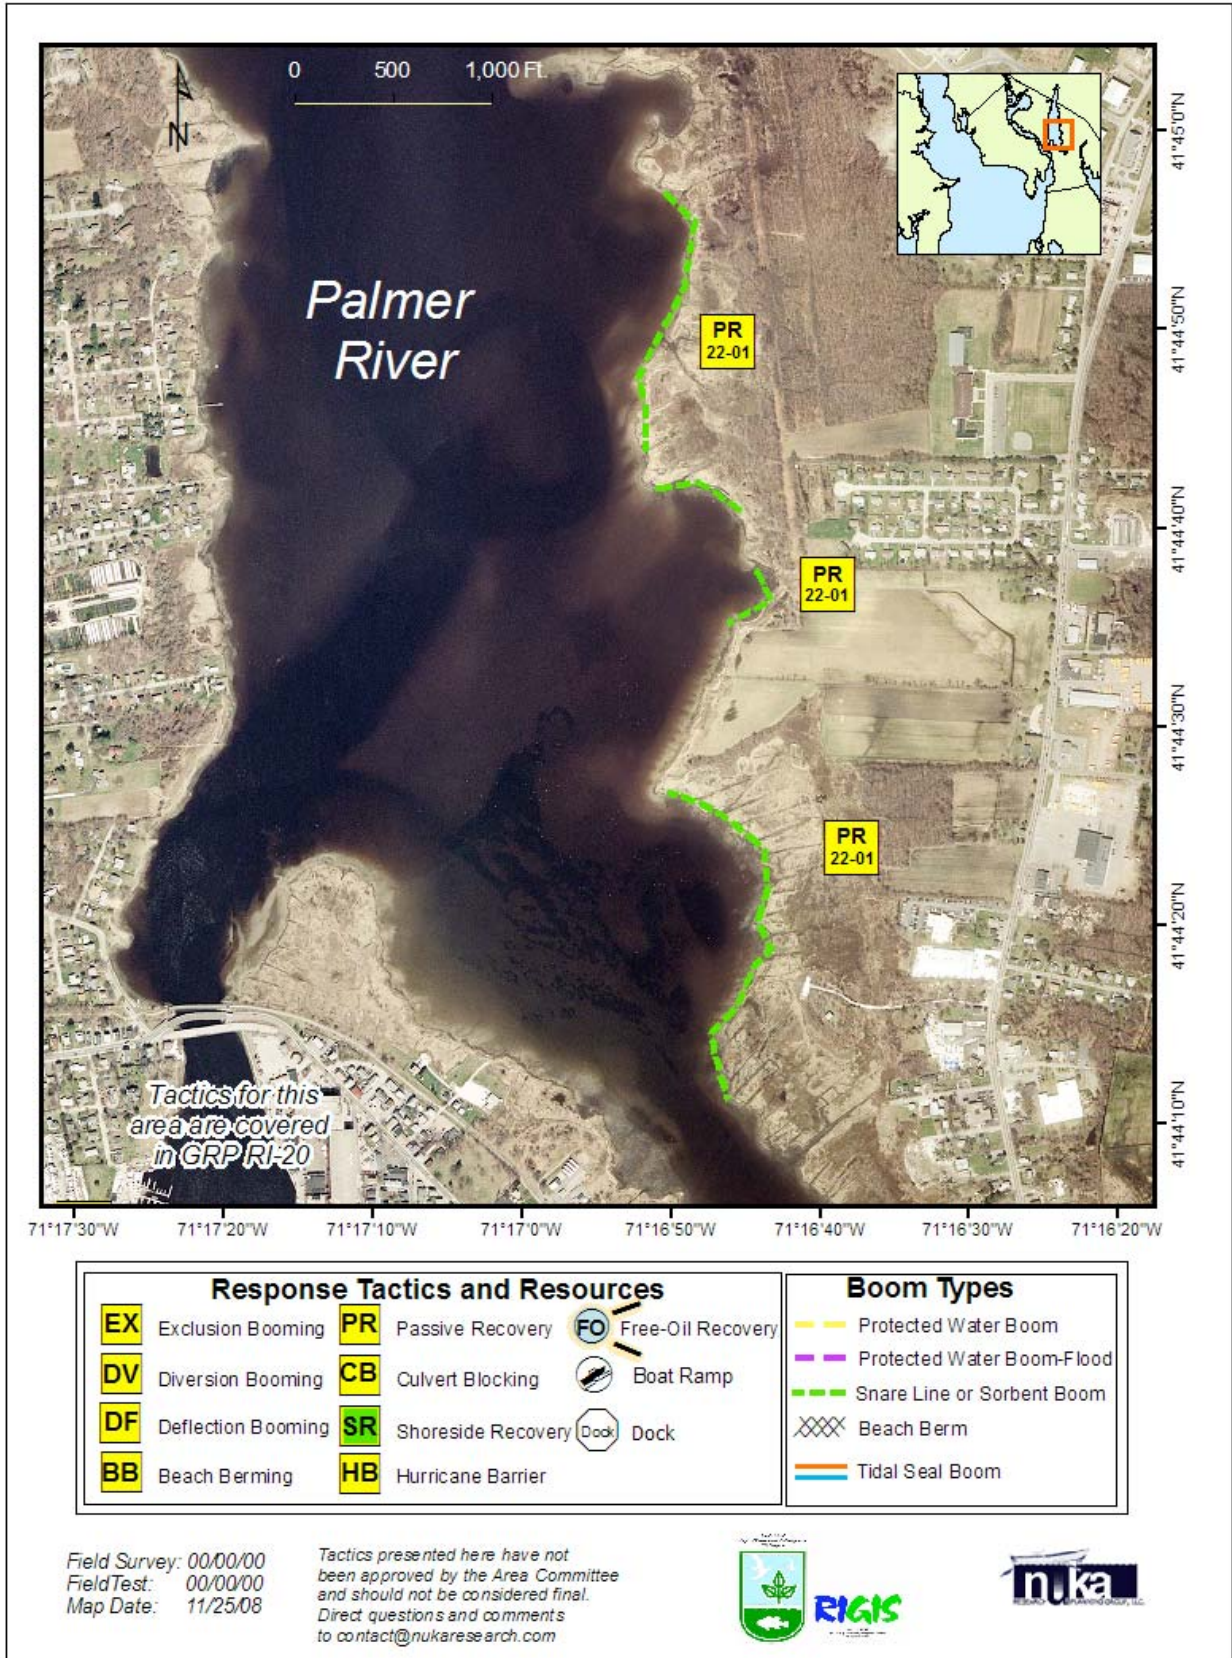 0 500 1,000 Ft.
N
Palmer
River
PR
22-01
PR
22-01
PR
22-01
Tactics for this
area are covered
in GRP RI-20
41°45'0"N
41°44'50"N
41°44'40"N
41°44'30"N
41°44'20"N
41°44'10"N
71°17'30"W 71°17'20"W 71°17'10"W 71°17'0"W 71°16'50"W 71°16'40"W 71°16'30"W 71°16'20"W
Response Tactics and Resources
EX Exclusion Booming PR Passive Recovery FO Free-Oil Recovery
DV Diversion Booming CB Culvert Blocking Boat Ramp
DF Deflection Booming SR Shoreside Recovery Dock Dock
BB Beach Berming HB Hurricane Barrier
Boom Types
Protected Water Boom
Protected Water Boom-Flood
Snare Line or Sorbent Boom
Beach Berm
Tidal Seal Boom
Field Survey: 00/00/00
FieldTest: 00/00/00
Map Date: 11/25/08
Tactics presented here have not
been approved by the Area Committee
and should not be considered final.
Direct questions and comments
to contact@nukaresearch.com
RIGIS
nuka